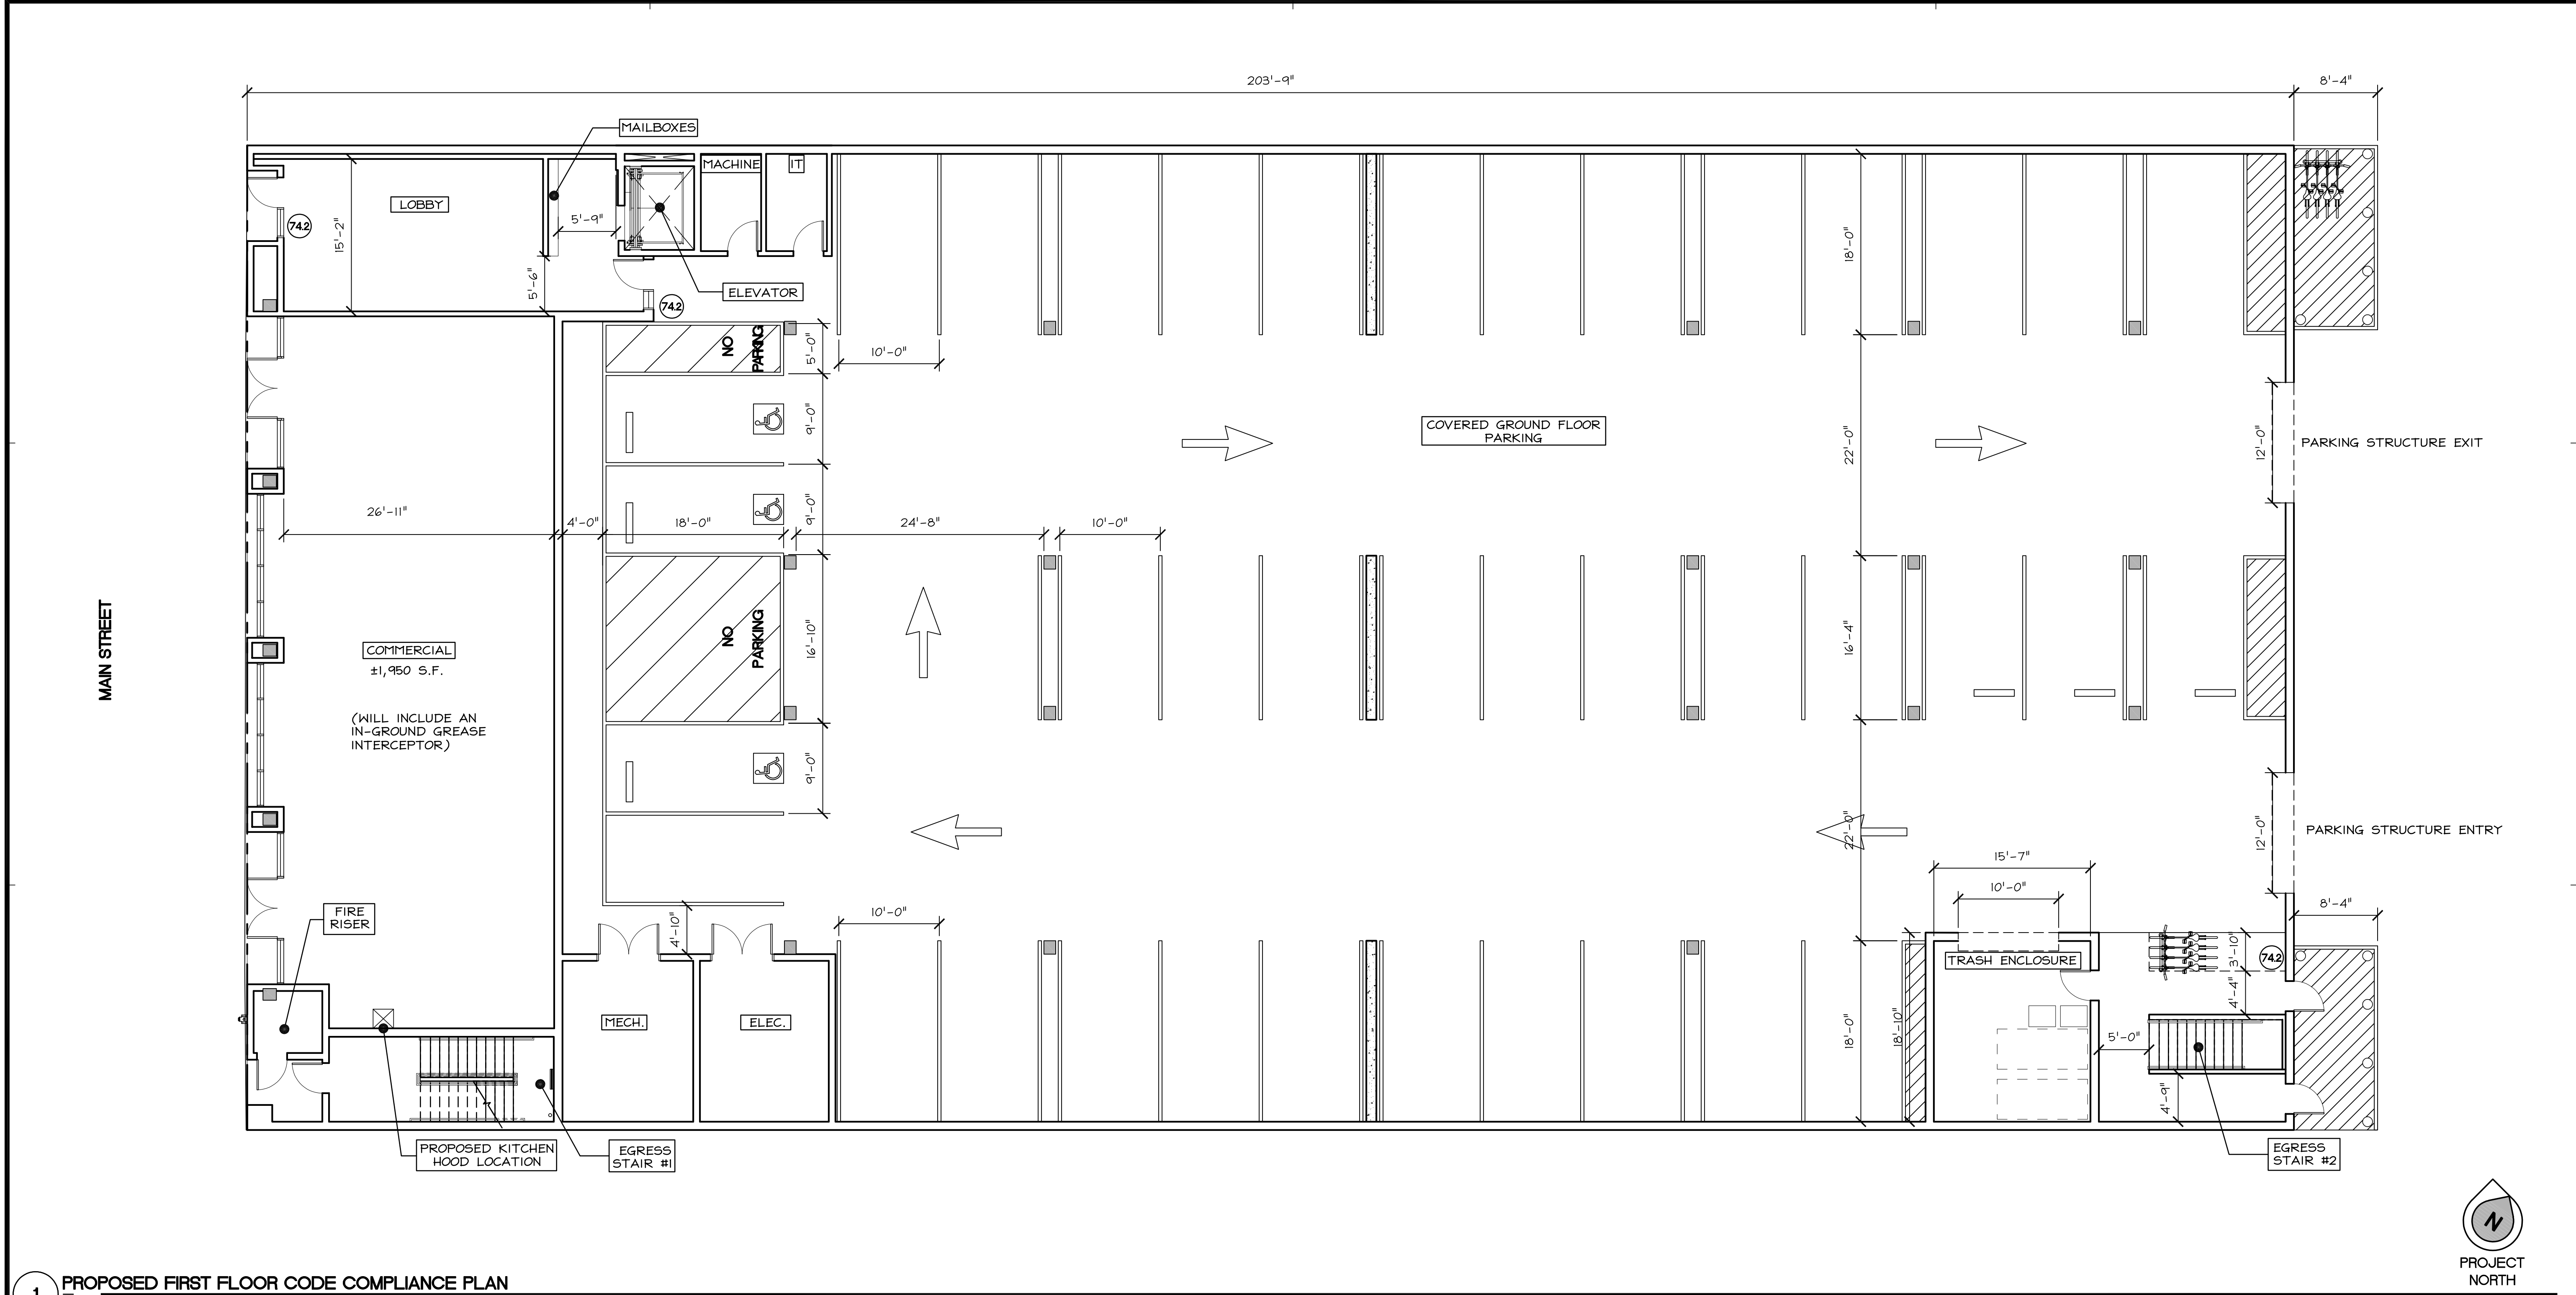 203'-9"
8'-4"
MAILBOXES
MACHINE
IT
LOBBY
74.2
15'-2"
5'-9"
5'-6"
ELEVATOR
74.2
18'-0"
NO
PARKING
5'-0"
10'-0"
9'-0"
COVERED GROUND FLOOR
PARKING
22'-0"
12'-0"
PARKING STRUCTURE EXIT
26'-11"
4'-0"
18'-0"
9'-0"
24'-8"
10'-0"
MAIN STREET
COMMERCIAL
±1,950 S.F.
(WILL INCLUDE AN
IN-GROUND GREASE
INTERCEPTOR)
NO
PARKING
16'-10"
16'-4"
9'-0"
22'-0"
12'-0"
PARKING STRUCTURE ENTRY
15'-7"
10'-0"
FIRE
RISER
4'-10"
10'-0"
8'-4"
TRASH ENCLOSURE
3'-10"
74.2
4'-4"
MECH.
ELEC.
18'-0"
18'-10"
5'-0"
4'-9"
PROPOSED KITCHEN
HOOD LOCATION
EGRESS
STAIR #1
EGRESS
STAIR #2
N
PROJECT
NORTH
1
PROPOSED FIRST FLOOR CODE COMPLIANCE PLAN